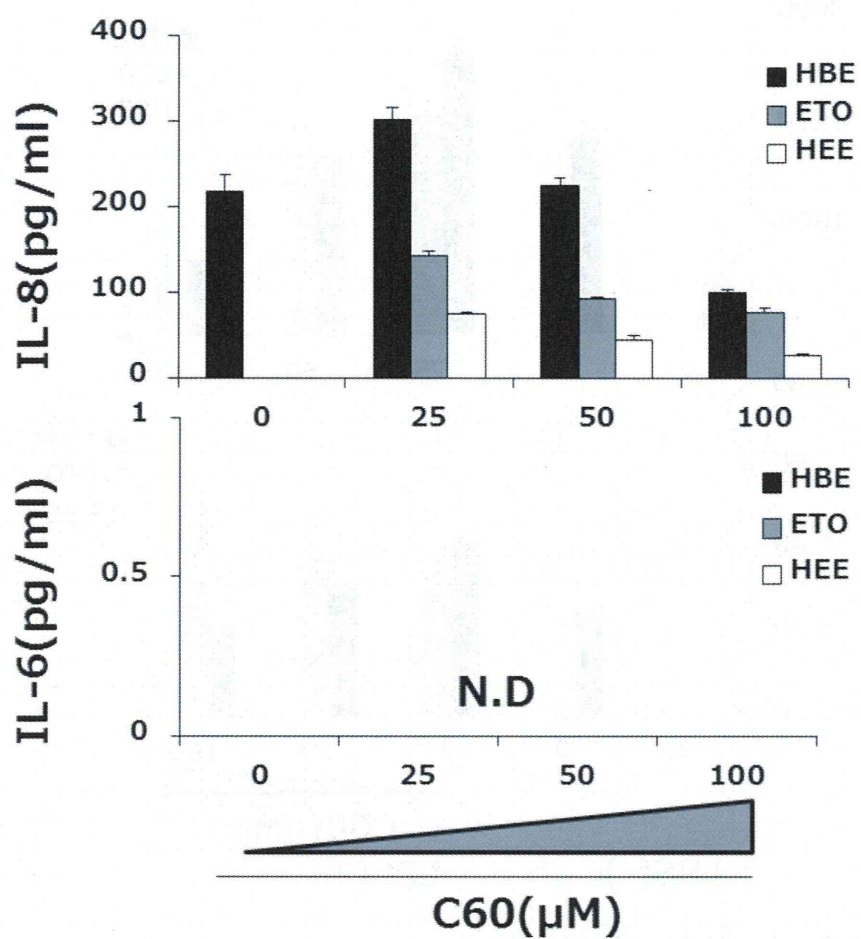 IL-8(pg/ml)
400
300
200
100
0
HBE
ETO
HEE
0 25 50 100
IL-6(pg/ml)
1
0.5
0
HBE
ETO
HEE
N.D
0 25 50 100
C60(μM)